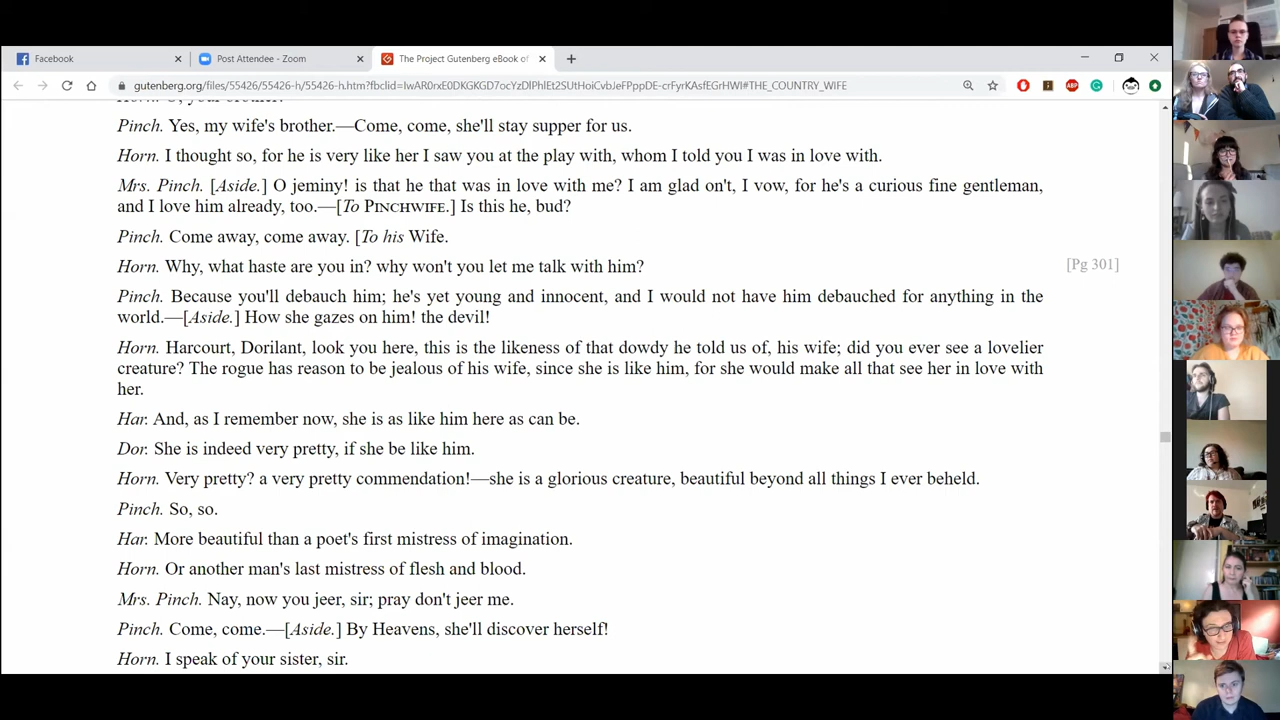 Facebook
Post Attendee - Zoom
The Project Gutenberg eBook of
gutenberg.org/files/55426/55426-h/55426-h.htm?fbclid=IwAR0rxE0DKGKGD7ocYzDlPhlEt2SUtHoiCvbJeFPppDE-crFyrKAsfEGrHWI#THE_COUNTRY_WIFE
Pinch. Yes, my wife's brother.—Come, come, she'll stay supper for us.
Horn. I thought so, for he is very like her I saw you at the play with, whom I told you I was in love with.
Mrs. Pinch. [Aside.] O jeminy! is that he that was in love with me? I am glad on't, I vow, for he's a curious fine gentleman,
and I love him already, too.—[To PINCHWIFE.] Is this he, bud?
Pinch. Come away, come away. [To his Wife.
Horn. Why, what haste are you in? why won't you let me talk with him?
[Pg 301]
Pinch. Because you'll debauch him; he's yet young and innocent, and I would not have him debauched for anything in the
world.—[Aside.] How she gazes on him! the devil!
Horn. Harcourt, Dorilant, look you here, this is the likeness of that dowdy he told us of, his wife; did you ever see a lovelier
creature? The rogue has reason to be jealous of his wife, since she is like him, for she would make all that see her in love with
her.
Har. And, as I remember now, she is as like him here as can be.
Dor. She is indeed very pretty, if she be like him.
Horn. Very pretty? a very pretty commendation!—she is a glorious creature, beautiful beyond all things I ever beheld.
Pinch. So, so.
Har. More beautiful than a poet's first mistress of imagination.
Horn. Or another man's last mistress of flesh and blood.
Mrs. Pinch. Nay, now you jeer, sir; pray don't jeer me.
Pinch. Come, come.—[Aside.] By Heavens, she'll discover herself!
Horn. I speak of your sister, sir.